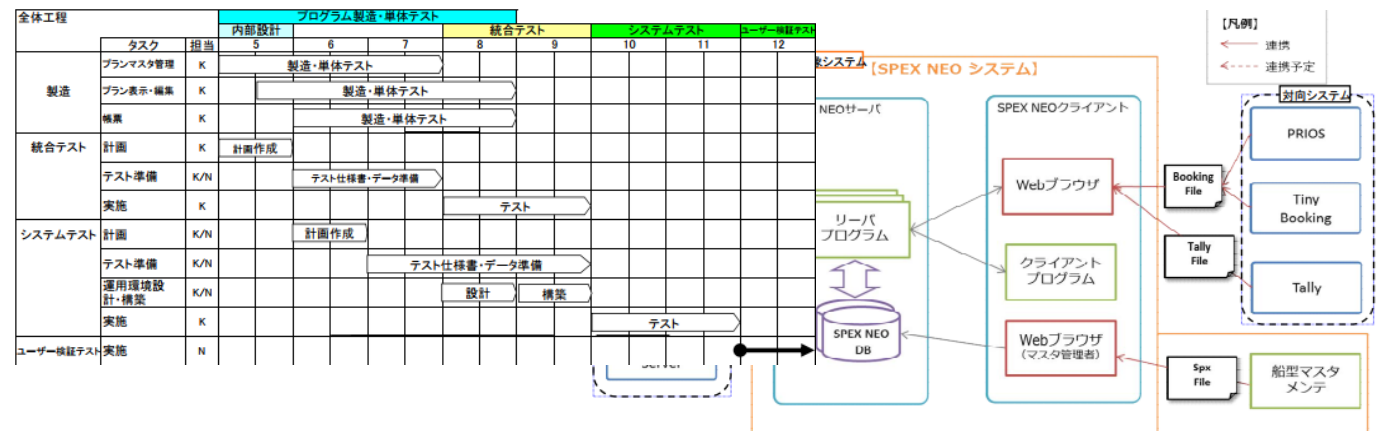 全体工程
プログラム製造・単体テスト
内部設計
統合テスト
システムテスト
ユーザー検証テスト
タスク 担当 5 6 7 8 9 10 11 12
製造
プランマスタ管理 K 製造・単体テスト
プラン表示・編集 K 製造・単体テスト
帳票 K 製造・単体テスト
統合テスト 計画 K 計画作成
テスト準備 K/N テスト仕様書・データ準備
実施 K テスト
システムテスト 計画 K/N 計画作成
テスト準備 K/N テスト仕様書・データ準備
運用環境設
計・構築 K/N 設計 構築
実施 K テスト
ユーザー検証テスト 実施 N
システム
【SPEX NEO システム】
NEOサーバ
リーバ
プログラム
SPEX NEO
DB
SPEX NEOクライアント
Webブラウザ
クライアント
プログラム
Webブラウザ
(マスタ管理者)
【凡例】
連携
連携予定
対向システム
PRIOS
Tiny
Booking
Tally
Booking
File
Tally
File
Spx
File
船型マスタ
メンテ